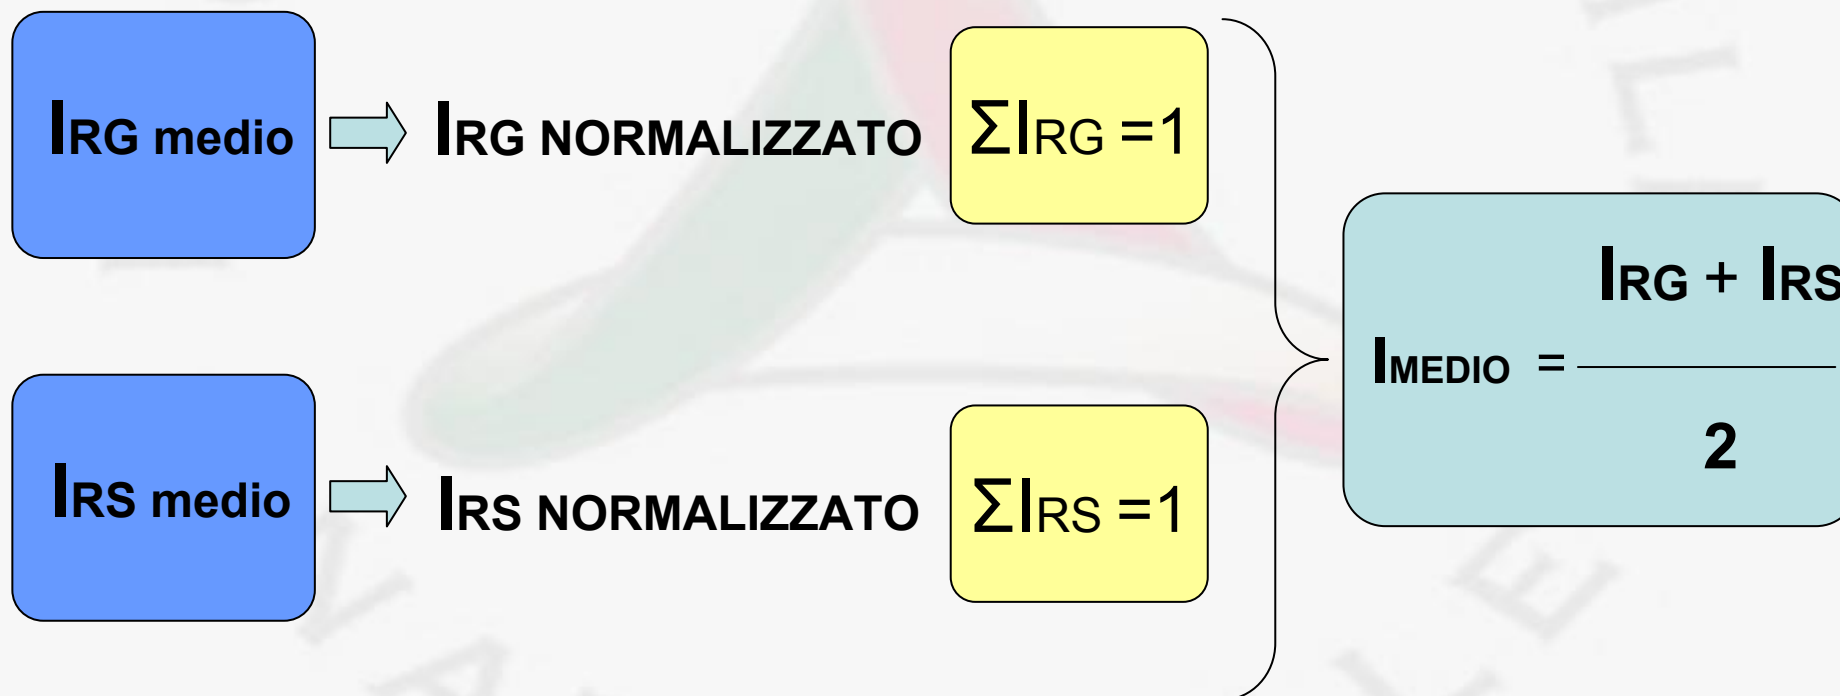 IRG medio
IRG NORMALIZZATO
ΣIRG =1
IRS medio
IRS NORMALIZZATO
ΣIRS =1
IRG + IRS
IMEDIO =
2